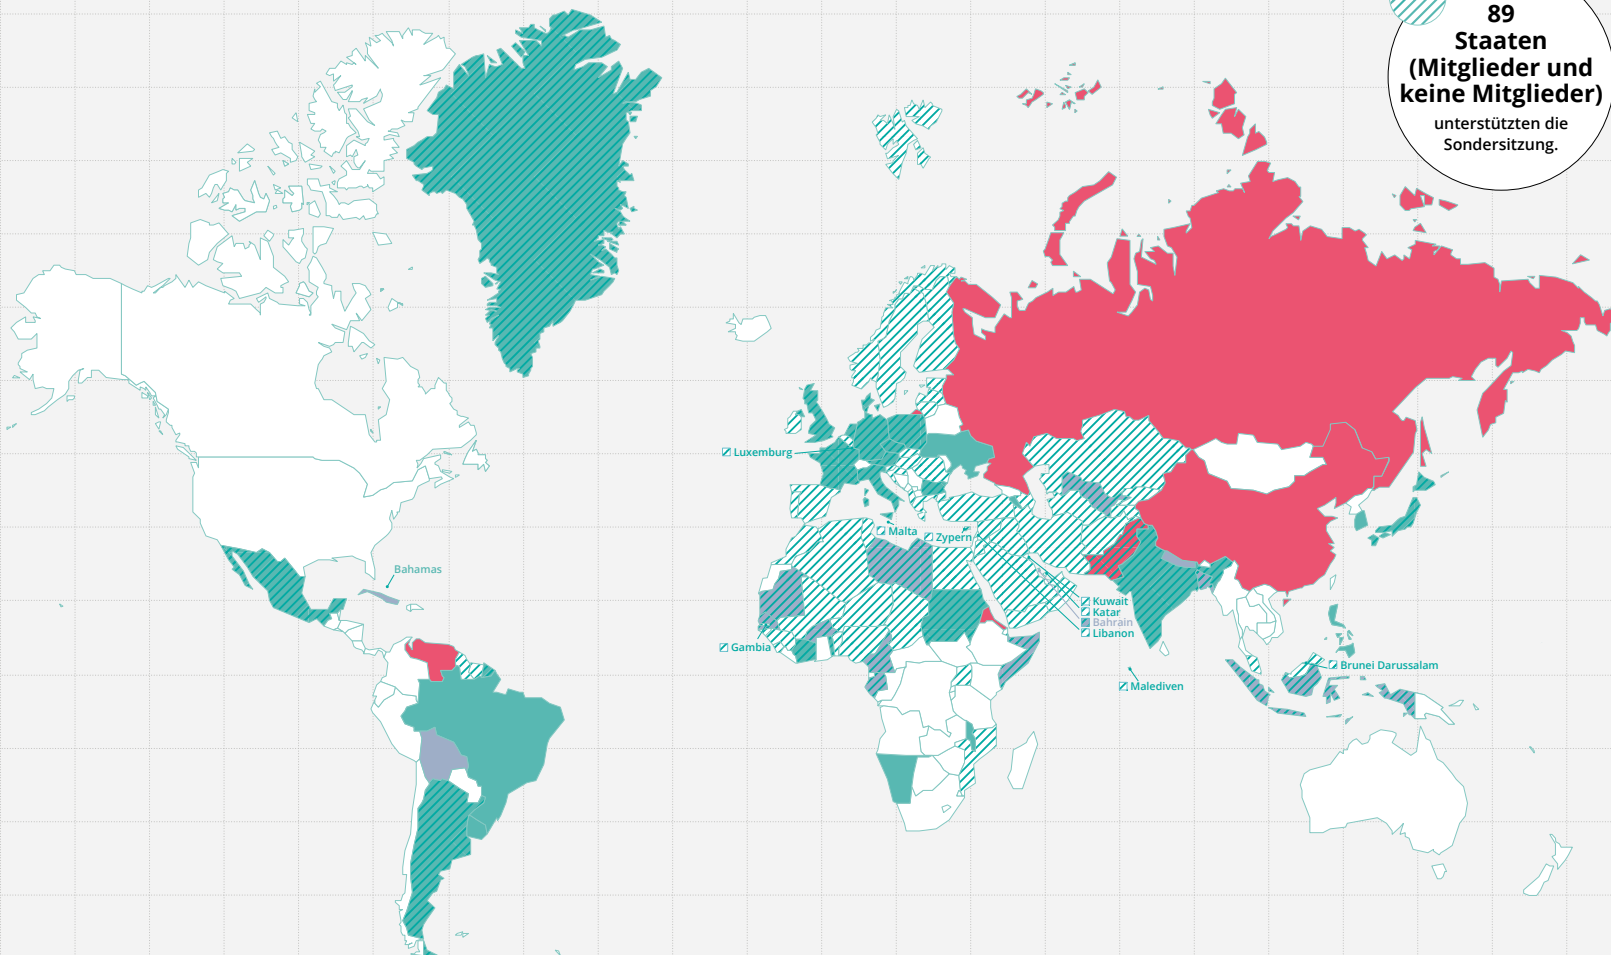 89
Staaten
(Mitglieder und
keine Mitglieder)
unterstützten die
Sondersitzung.
Luxemburg
Malta
Zypern
Bahamas
Kuwait
Katar
Bahrain
Libanon
Gambia
Brunei Darussalam
Malediven